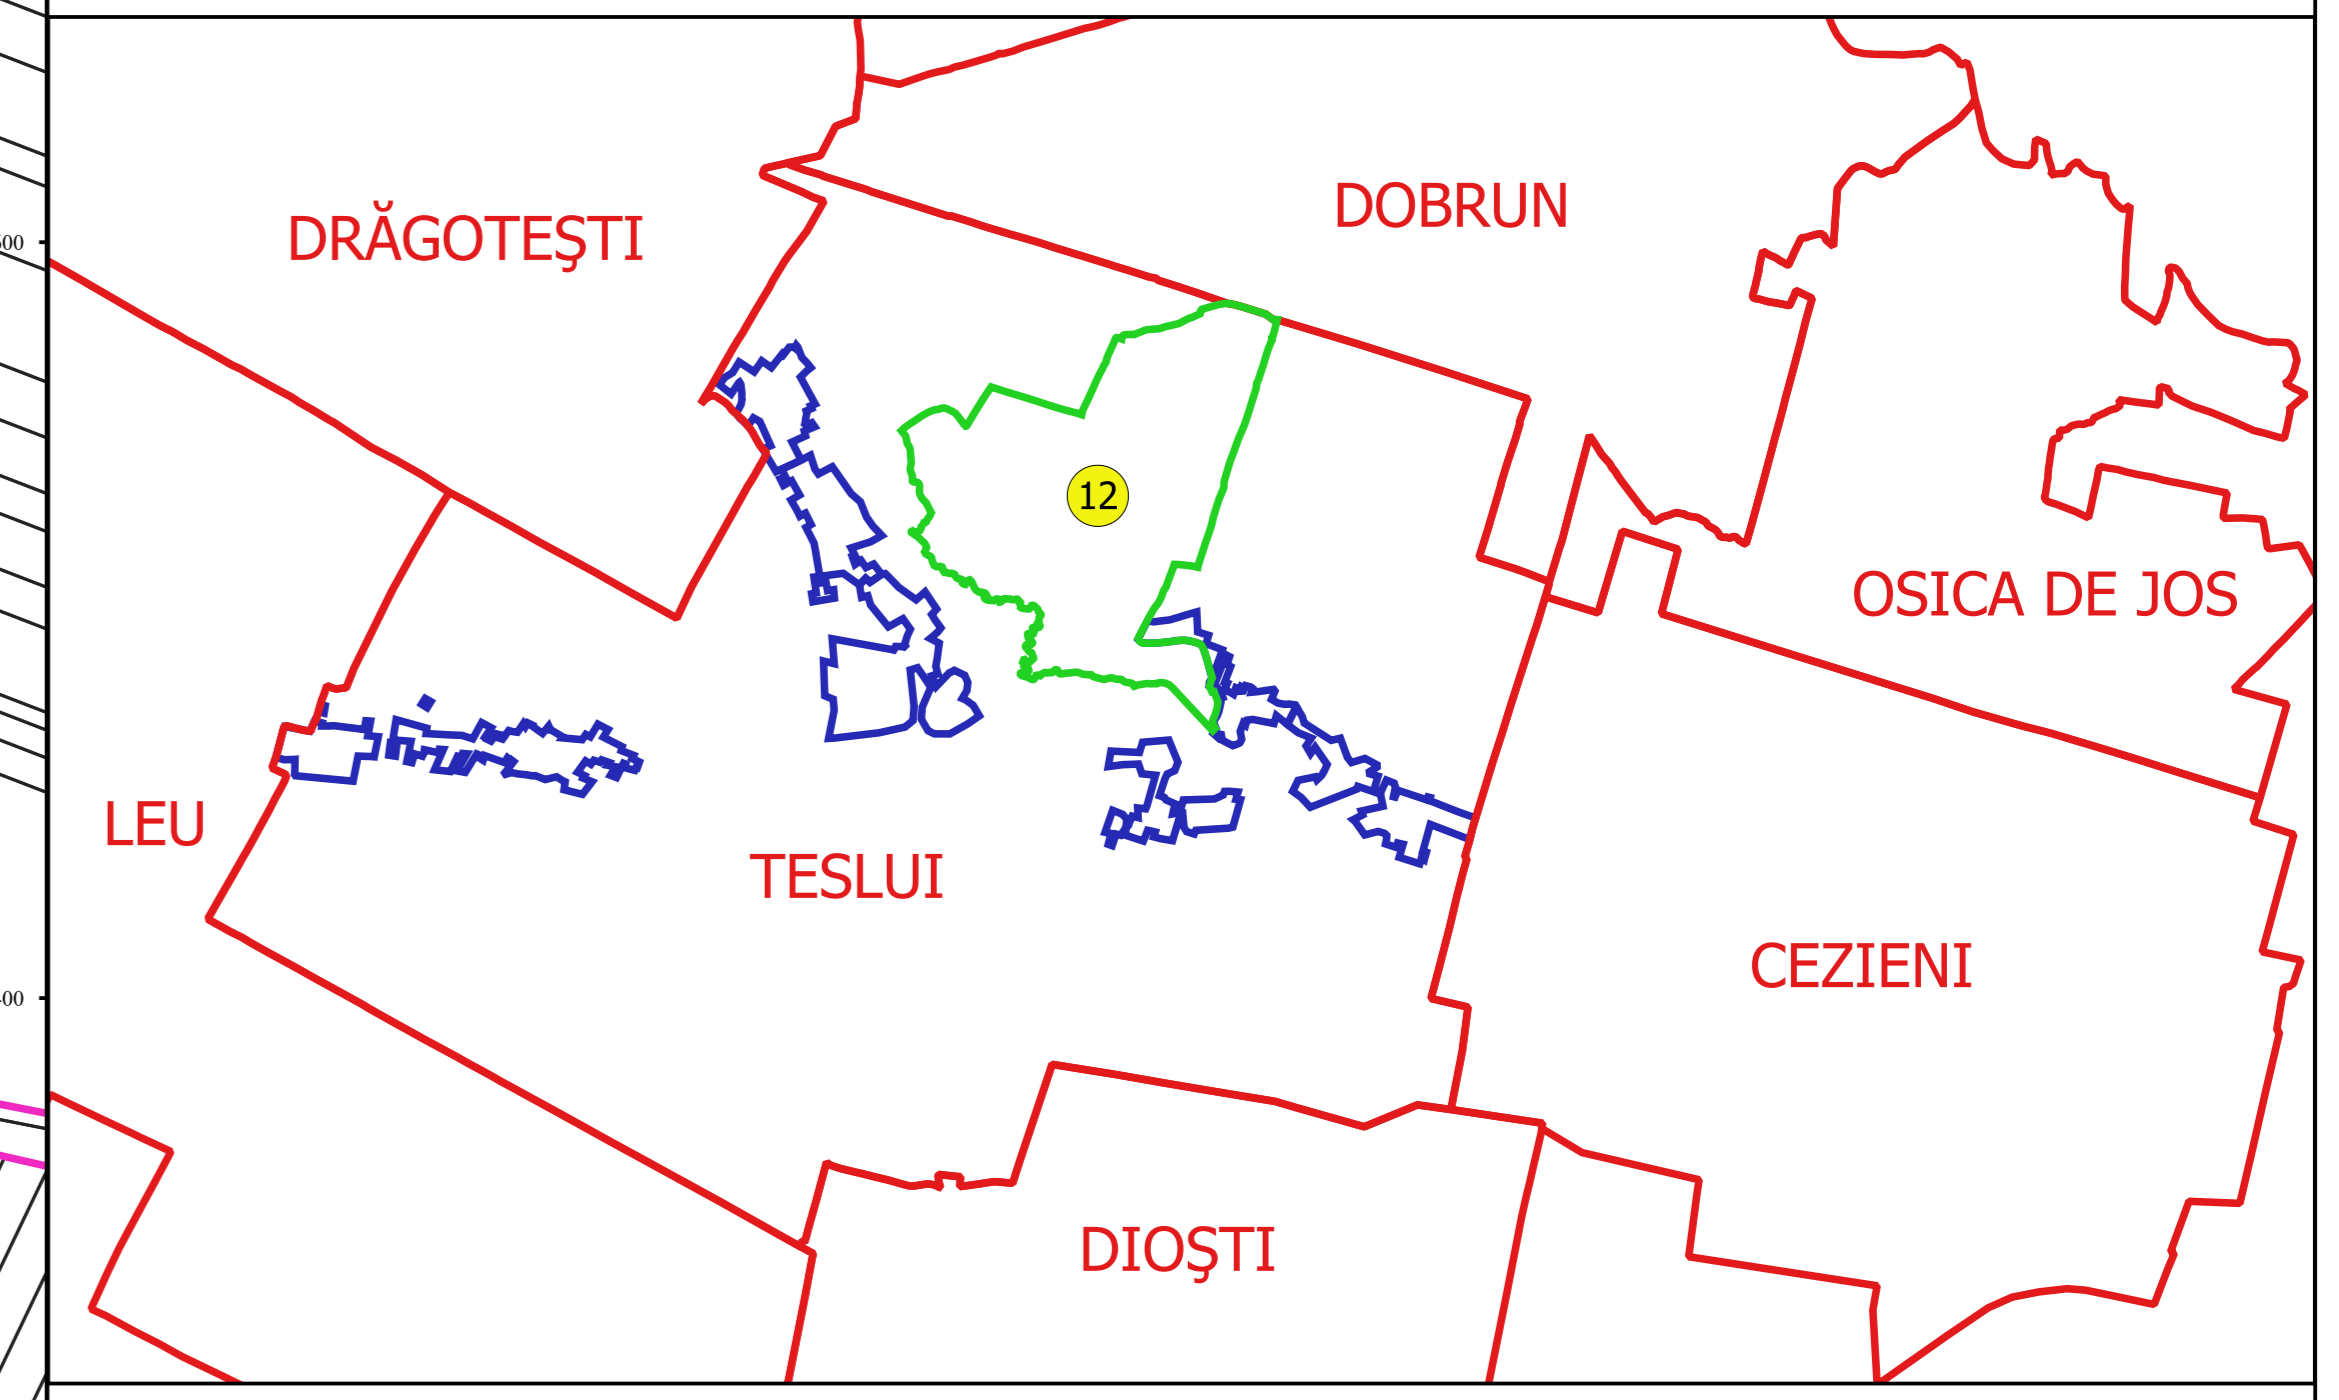 DOBRUN
DRĂGOTEŞTI
12
OSICA DE JOS
LEU
TESLUI
CEZIENI
DIOŞTI